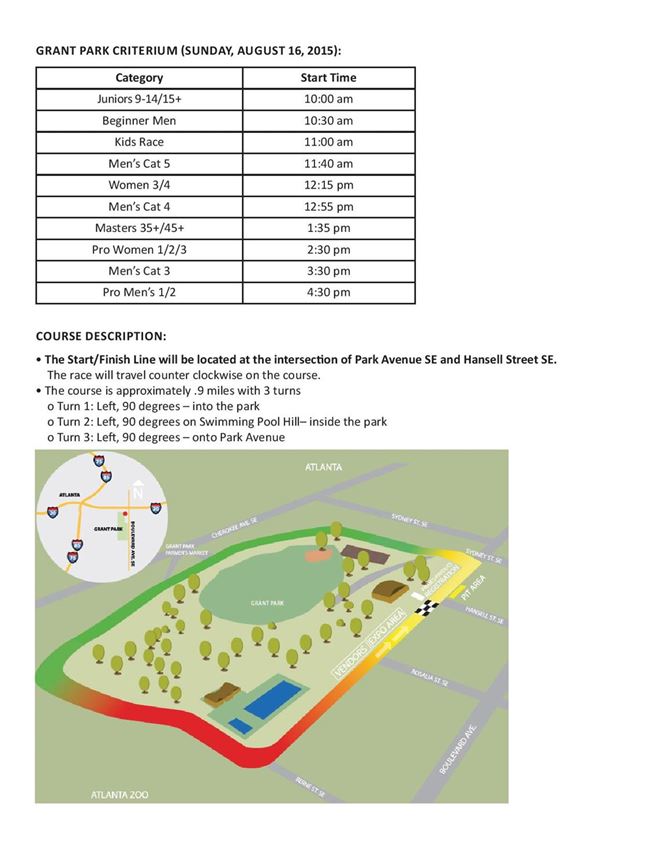 GRANT PARK CRITERIUM (SUNDAY, AUGUST 16, 2015):
Category Start Time
Juniors 9-14/15+ 10:00 am
Beginner Men 10:30 am
Kids Race 11:00 am
Men's Cat 5 11:40 am
Women 3/4 12:15 pm
Men's Cat 4 12:55 pm
Masters 35+/45+ 1:35 pm
Pro Women 1/2/3 2:30 pm
Men's Cat 3 3:30 pm
Pro Men's 1/2 4:30 pm
COURSE DESCRIPTION:
• The Start/Finish Line will be located at the intersection of Park Avenue SE and Hansell Street SE.
The race will travel counter clockwise on the course.
• The course is approximately .9 miles with 3 turns
o Turn 1: Left, 90 degrees – into the park
o Turn 2: Left, 90 degrees on Swimming Pool Hill– inside the park
o Turn 3: Left, 90 degrees – onto Park Avenue
ATLANTA
ATLANTA
N
GRANT PARK
BOULEVARD AVE. SE
CHEROKEE AVE. SE
GRANT PARK
FARMER'S MARKET
SYDNEY ST. SE
SYDNEY ST. SE
GRANT PARK
REGISTRATION
PIT AREA
HANSELL ST. SE
VENDORS (EXPO AREA)
ROSALIA ST. SE
BOULEVARD AVE.
BERNE ST. SE
ATLANTA ZOO